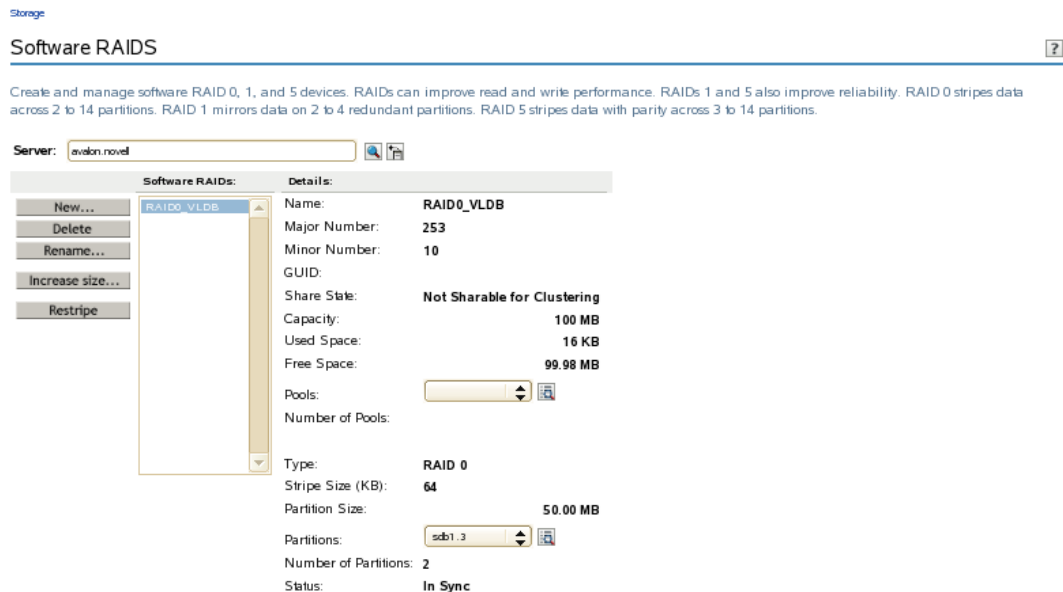 Storage
Software RAIDS
?
Create and manage software RAID 0, 1, and 5 devices. RAIDs can improve read and write performance. RAIDs 1 and 5 also improve reliability. RAID 0 stripes data
across 2 to 14 partitions. RAID 1 mirrors data on 2 to 4 redundant partitions. RAID 5 stripes data with parity across 3 to 14 partitions.
Server: avalon.novell
Software RAIDs: Details:
New...
Delete
Rename...
Increase size...
Restripe
RAID0_VLDB
Name: RAID0_VLDB
Major Number: 253
Minor Number: 10
GUID:
Share State: Not Sharable for Clustering
Capacity: 100 MB
Used Space: 16 KB
Free Space: 99.98 MB
Pools:
Number of Pools:
Type: RAID 0
Stripe Size (KB): 64
Partition Size: 50.00 MB
Partitions: sdb1.3
Number of Partitions: 2
Status: In Sync